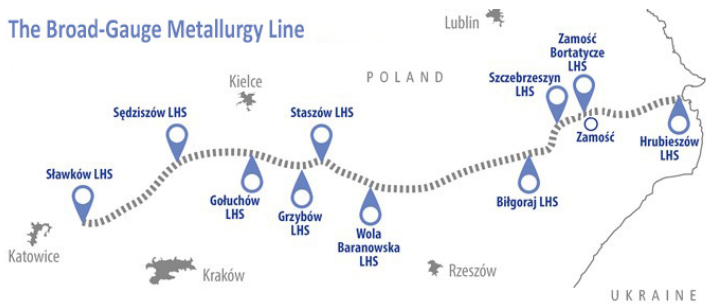 The Broad-Gauge Metallurgy Line
Lublin
Zamość
Bortatycze
LHS
Kielce
POLAND
Szczebrzeszyn
LHS
Sędziszów LHS
Staszów LHS
Zamość
Hrubieszów
LHS
Sławków LHS
Gołuchów
LHS
Grzybów
LHS
Biłgoraj LHS
Wola
Baranowska
LHS
Katowice
Kraków
Rzeszów
UKRAINE